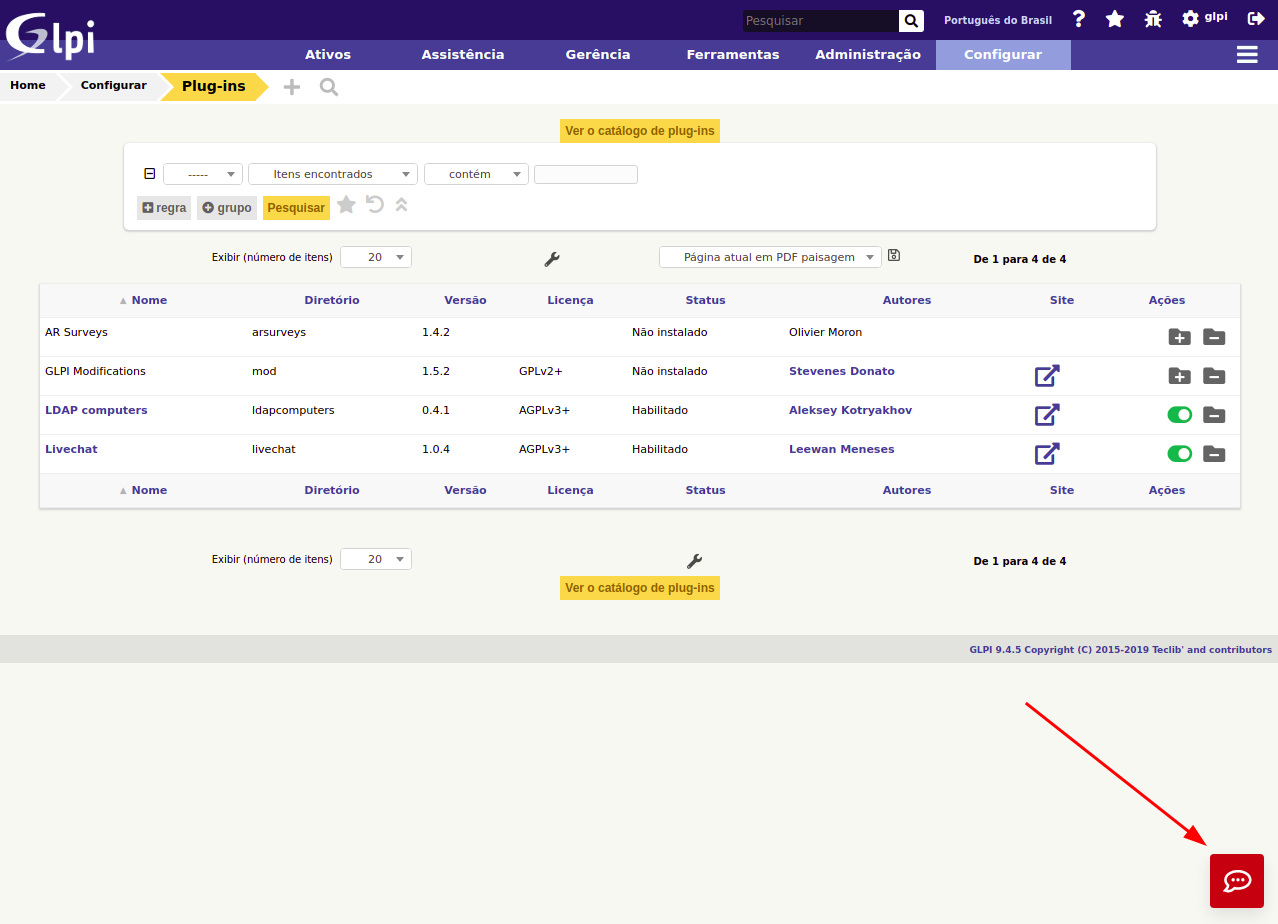 Glpi
Pesquisar
Português do Brasil
glpi
Ativos Assistência Gerência Ferramentas Administração Configurar
Home Configurar Plug-ins
Ver o catálogo de plug-ins
----- Itens encontrados contém
regra grupo Pesquisar
Exibir (número de itens) 20 Página atual em PDF paisagem De 1 para 4 de 4
Nome Diretório Versão Licença Status Autores Site Ações
AR Surveys arsurveys 1.4.2 Não instalado Olivier Moron
GLPI Modifications mod 1.5.2 GPLv2+ Não instalado Stevenes Donato
LDAP computers ldapcomputers 0.4.1 AGPLv3+ Habilitado Aleksey Kotryakhov
Livechat livechat 1.0.4 AGPLv3+ Habilitado Leewan Meneses
Nome Diretório Versão Licença Status Autores Site Ações
Exibir (número de itens) 20 De 1 para 4 de 4
Ver o catálogo de plug-ins
GLPI 9.4.5 Copyright (C) 2015-2019 Teclib' and contributors